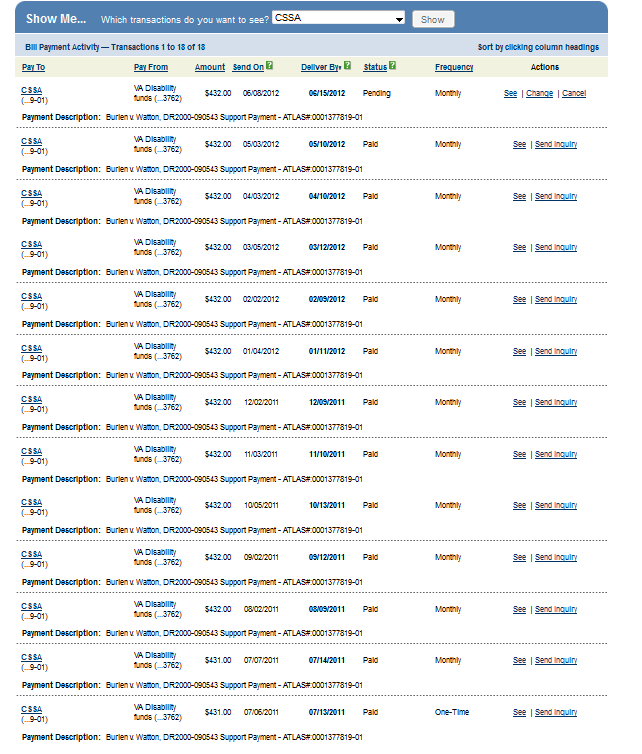 Show Me... Which transactions do you want to see? CSSA Show
Bill Payment Activity — Transactions 1 to 18 of 18 Sort by clicking column headings
Pay To Pay From Amount Send On ? Deliver By ? Status ? Frequency Actions
CSSA (...9-01) VA Disability funds (...3762) $432.00 06/08/2012 06/15/2012 Pending Monthly See | Change | Cancel
Payment Description: Burlen v. Watton, DR2000-090543 Support Payment - ATLAS#:0001377819-01
CSSA (...9-01) VA Disability funds (...3762) $432.00 05/03/2012 05/10/2012 Paid Monthly See | Send Inquiry
Payment Description: Burlen v. Watton, DR2000-090543 Support Payment - ATLAS#:0001377819-01
CSSA (...9-01) VA Disability funds (...3762) $432.00 04/03/2012 04/10/2012 Paid Monthly See | Send Inquiry
Payment Description: Burlen v. Watton, DR2000-090543 Support Payment - ATLAS#:0001377819-01
CSSA (...9-01) VA Disability funds (...3762) $432.00 03/05/2012 03/12/2012 Paid Monthly See | Send Inquiry
Payment Description: Burlen v. Watton, DR2000-090543 Support Payment - ATLAS#:0001377819-01
CSSA (...9-01) VA Disability funds (...3762) $432.00 02/02/2012 02/09/2012 Paid Monthly See | Send Inquiry
Payment Description: Burlen v. Watton, DR2000-090543 Support Payment - ATLAS#:0001377819-01
CSSA (...9-01) VA Disability funds (...3762) $432.00 01/04/2012 01/11/2012 Paid Monthly See | Send Inquiry
Payment Description: Burlen v. Watton, DR2000-090543 Support Payment - ATLAS#:0001377819-01
CSSA (...9-01) VA Disability funds (...3762) $432.00 12/02/2011 12/09/2011 Paid Monthly See | Send Inquiry
Payment Description: Burlen v. Watton, DR2000-090543 Support Payment - ATLAS#:0001377819-01
CSSA (...9-01) VA Disability funds (...3762) $432.00 11/03/2011 11/10/2011 Paid Monthly See | Send Inquiry
Payment Description: Burlen v. Watton, DR2000-090543 Support Payment - ATLAS#:0001377819-01
CSSA (...9-01) VA Disability funds (...3762) $432.00 10/05/2011 10/13/2011 Paid Monthly See | Send Inquiry
Payment Description: Burlen v. Watton, DR2000-090543 Support Payment - ATLAS#:0001377819-01
CSSA (...9-01) VA Disability funds (...3762) $432.00 09/02/2011 09/12/2011 Paid Monthly See | Send Inquiry
Payment Description: Burlen v. Watton, DR2000-090543 Support Payment - ATLAS#:0001377819-01
CSSA (...9-01) VA Disability funds (...3762) $432.00 08/02/2011 08/09/2011 Paid Monthly See | Send Inquiry
Payment Description: Burlen v. Watton, DR2000-090543 Support Payment - ATLAS#:0001377819-01
CSSA (...9-01) VA Disability funds (...3762) $431.00 07/07/2011 07/14/2011 Paid Monthly See | Send Inquiry
Payment Description: Burlen v. Watton, DR2000-090543 Support Payment - ATLAS#:0001377819-01
CSSA (...9-01) VA Disability funds (...3762) $431.00 07/06/2011 07/13/2011 Paid One-Time See | Send Inquiry
Payment Description: Burlen v. Watton, DR2000-090543 Support Payment - ATLAS#:0001377819-01